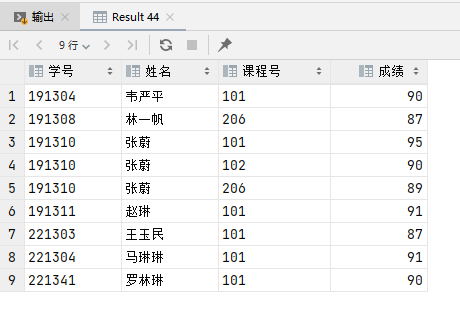 输出 Result 44
9 行
学号 姓名 课程号 成绩
1 191304 韦严平 101 90
2 191308 林一帆 206 87
3 191310 张蔚 101 95
4 191310 张蔚 102 90
5 191310 张蔚 206 89
6 191311 赵琳 101 91
7 221303 王玉民 101 87
8 221304 马琳琳 101 91
9 221341 罗林琳 101 90